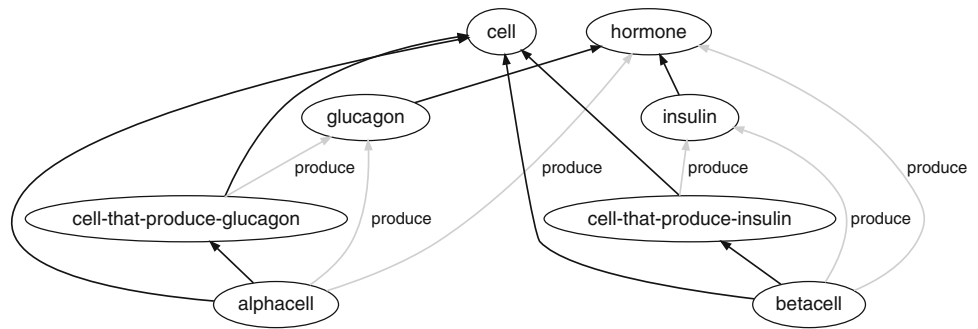 cell
hormone
glucagon
insulin
produce
produce
produce
produce
cell-that-produce-glucagon
produce
cell-that-produce-insulin
produce
alphacell
betacell